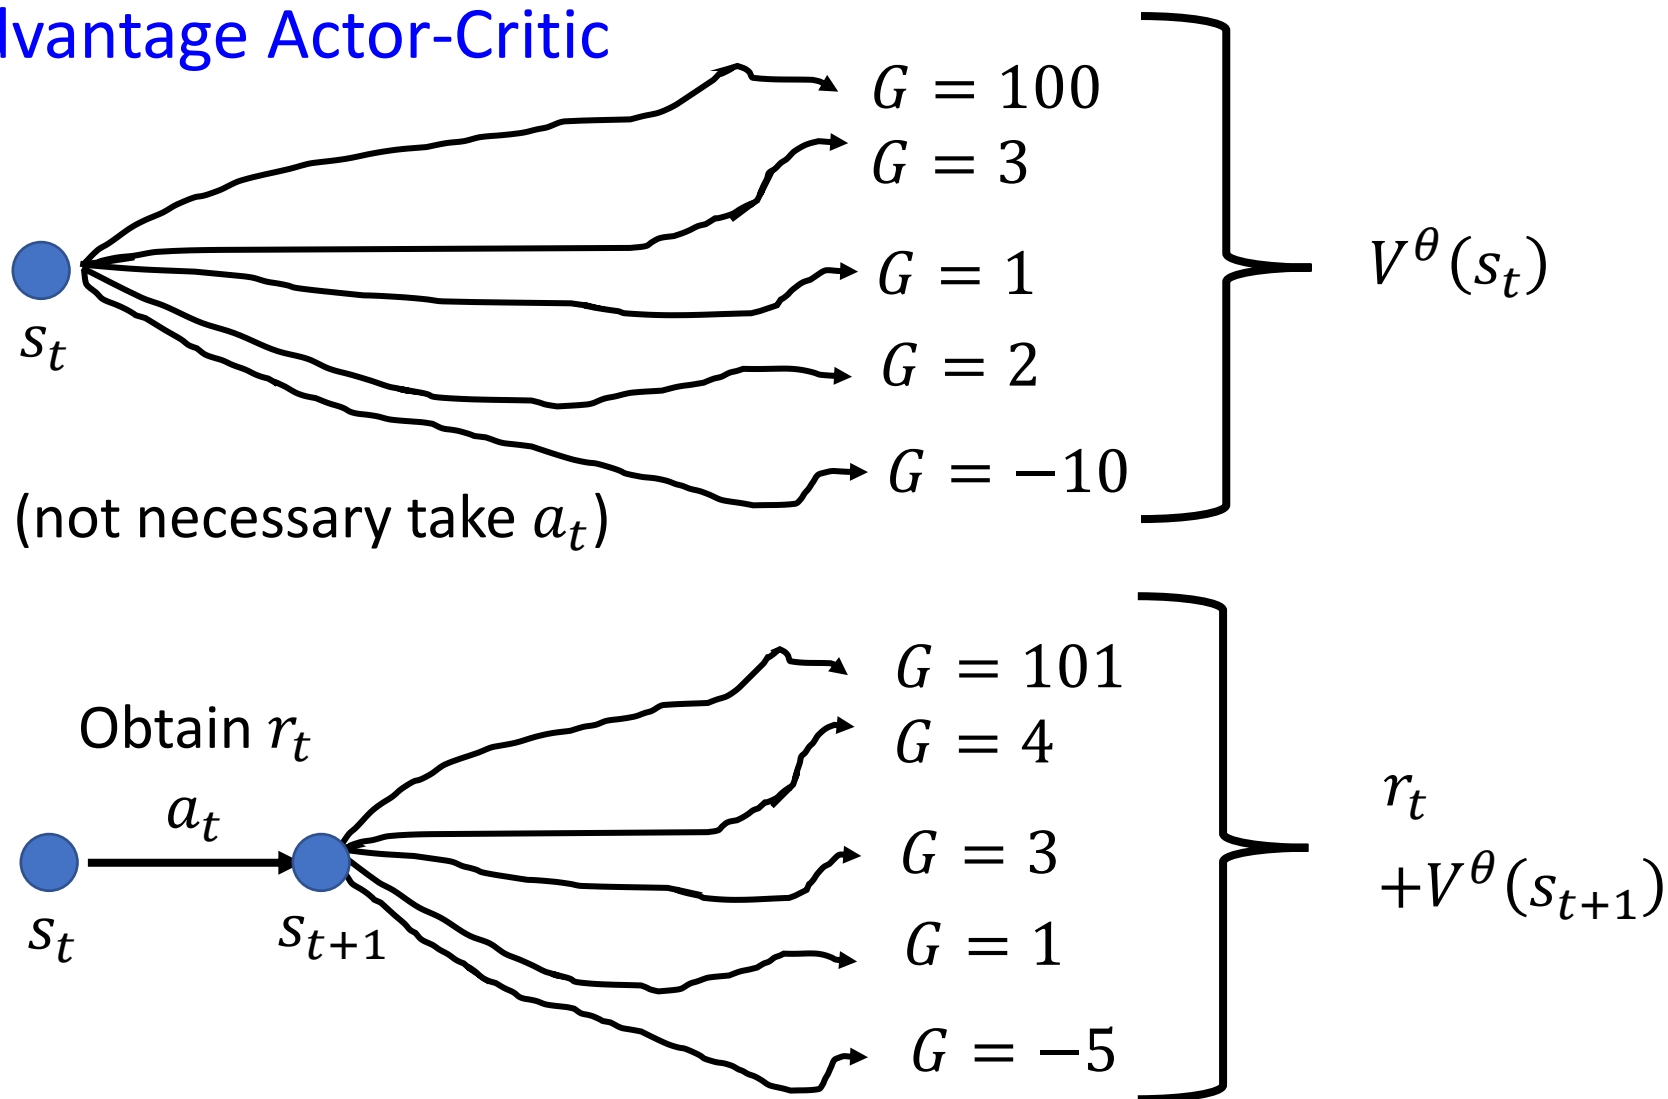 dvantage Actor-Critic
G = 100
G = 3
G = 1
G = 2
G = −10
V^θ(s_t)
s_t
(not necessary take a_t)
G = 101
G = 4
G = 3
G = 1
G = −5
Obtain r_t
a_t
s_t
s_{t+1}
r_t
+V^θ(s_{t+1})